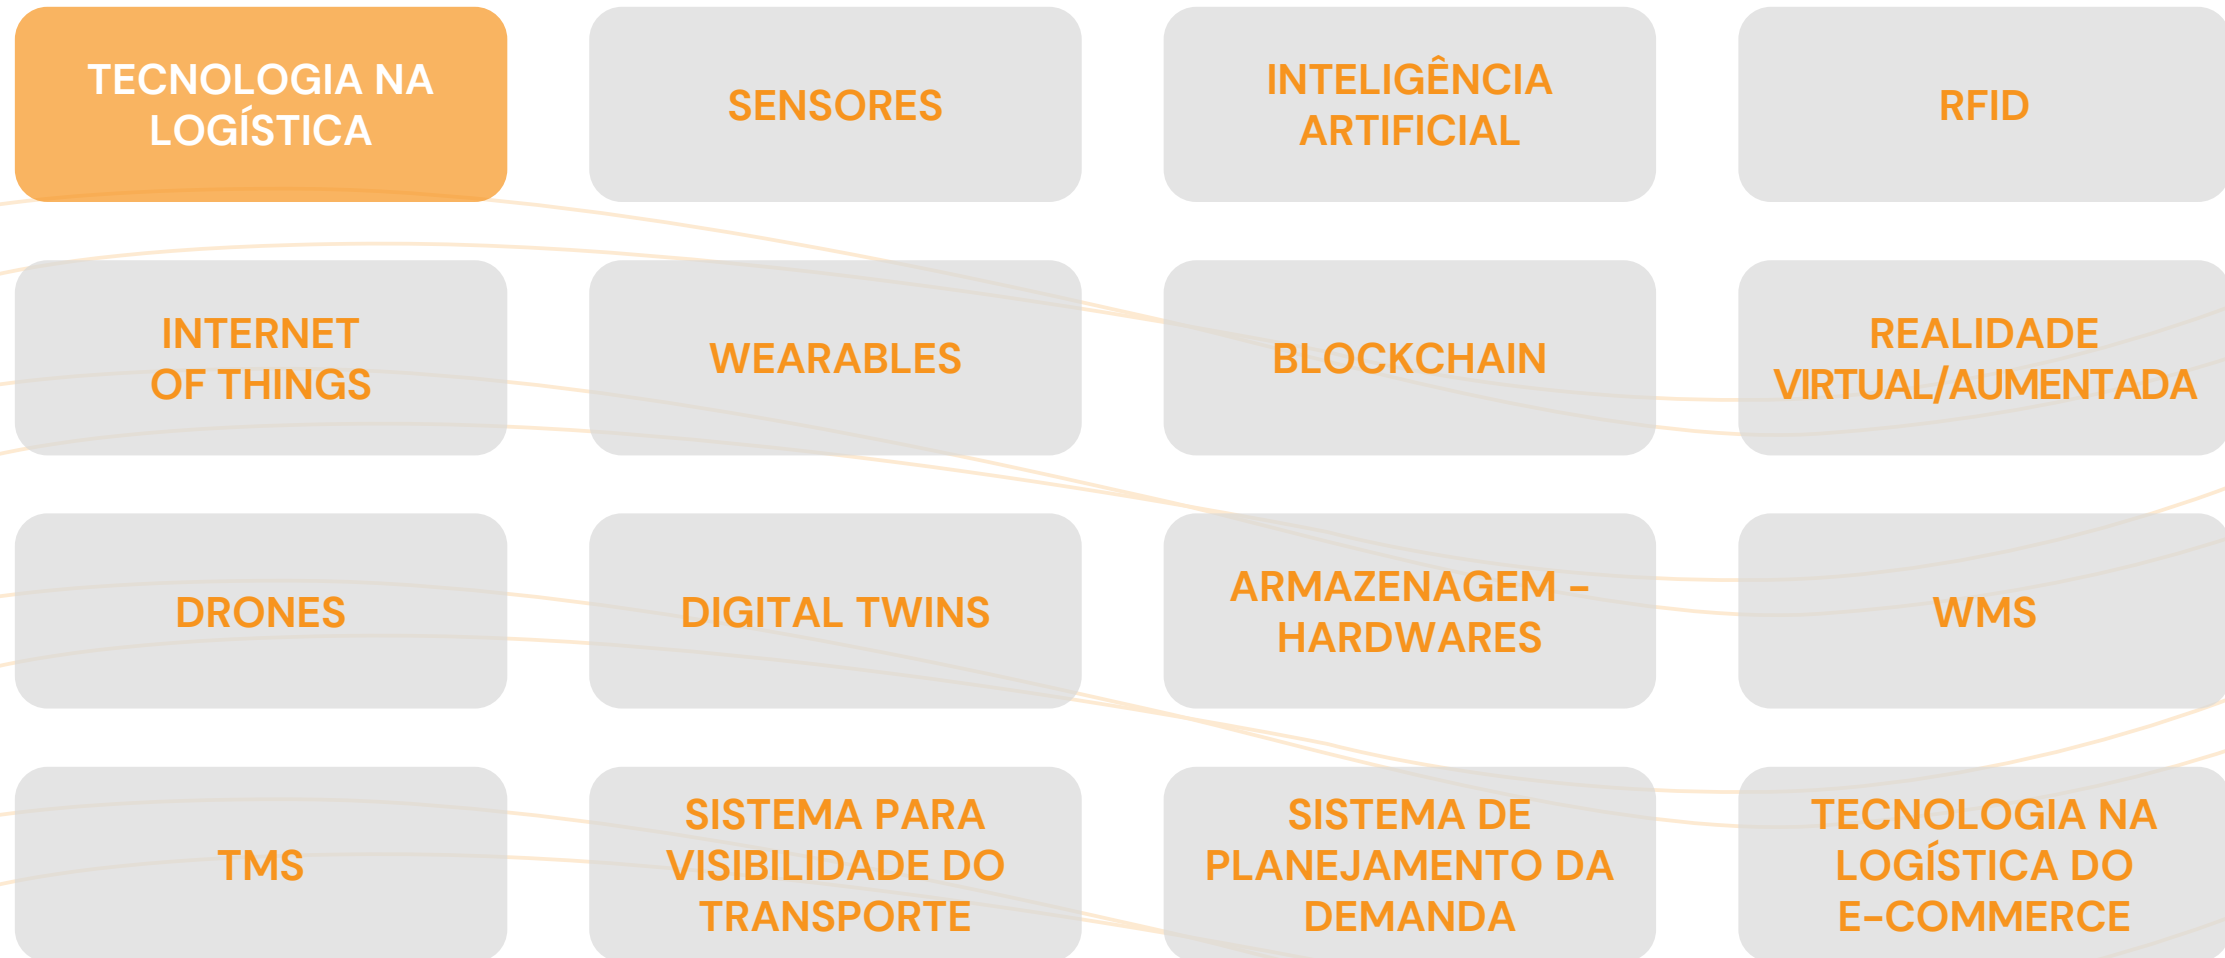 TECNOLOGIA NA
LOGÍSTICA
SENSORES
INTELIGÊNCIA
ARTIFICIAL
RFID
INTERNET
OF THINGS
WEARABLES
BLOCKCHAIN
REALIDADE
VIRTUAL/AUMENTADA
DRONES
DIGITAL TWINS
ARMAZENAGEM -
HARDWARES
WMS
TMS
SISTEMA PARA
VISIBILIDADE DO
TRANSPORTE
SISTEMA DE
PLANEJAMENTO DA
DEMANDA
TECNOLOGIA NA
LOGÍSTICA DO
E-COMMERCE